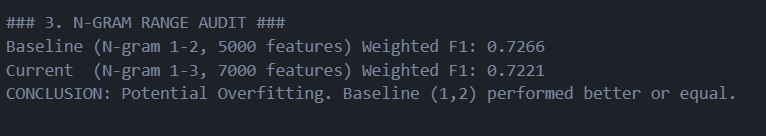 ### 3. N-GRAM RANGE AUDIT ###
Baseline (N-gram 1-2, 5000 features) Weighted F1: 0.7266
Current  (N-gram 1-3, 7000 features) Weighted F1: 0.7221
CONCLUSION: Potential Overfitting. Baseline (1,2) performed better or equal.